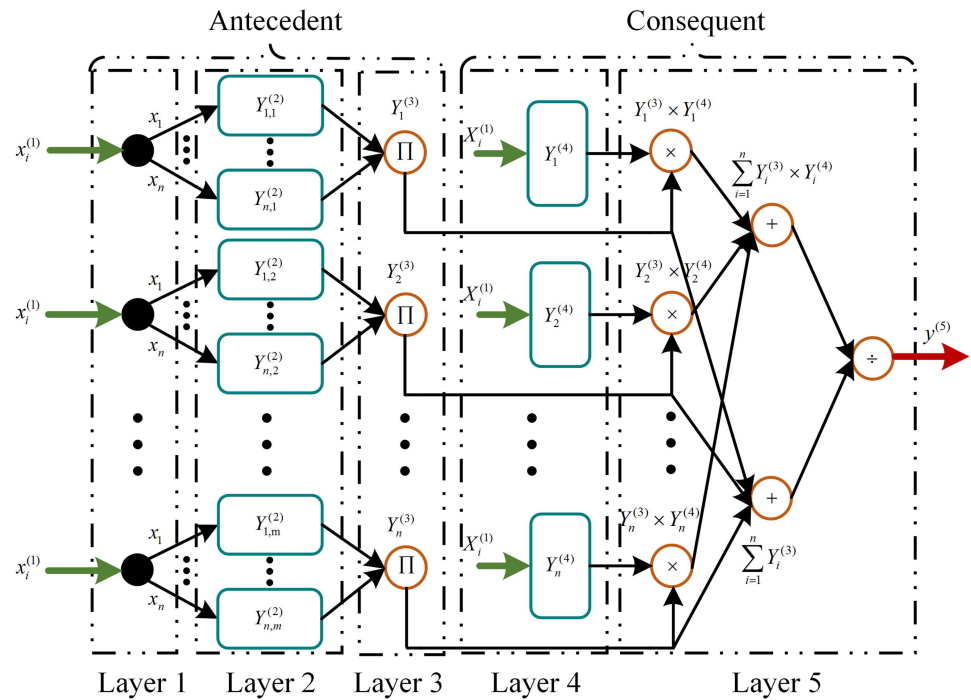 Antecedent Consequent
x_i^{(1)} x_1 x_n Y_{1,1}^{(2)} Y_{n,1}^{(2)} Y_1^{(3)} Π X_i^{(1)} Y_1^{(4)} Y_1^{(3)} × Y_1^{(4)} ×
\sum_{i=1}^{n} Y_i^{(3)} × Y_i^{(4)} +
x_i^{(1)} x_1 x_n Y_{1,2}^{(2)} Y_{n,2}^{(2)} Y_2^{(3)} Π X_i^{(1)} Y_2^{(4)} Y_2^{(3)} × Y_2^{(4)} ×
÷ y^{(5)}
x_i^{(1)} x_1 x_n Y_{1,m}^{(2)} Y_{n,m}^{(2)} Y_n^{(3)} Π X_i^{(1)} Y_n^{(4)} Y_n^{(3)} × Y_n^{(4)} ×
+ \sum_{i=1}^{n} Y_i^{(3)}
Layer 1 Layer 2 Layer 3 Layer 4 Layer 5